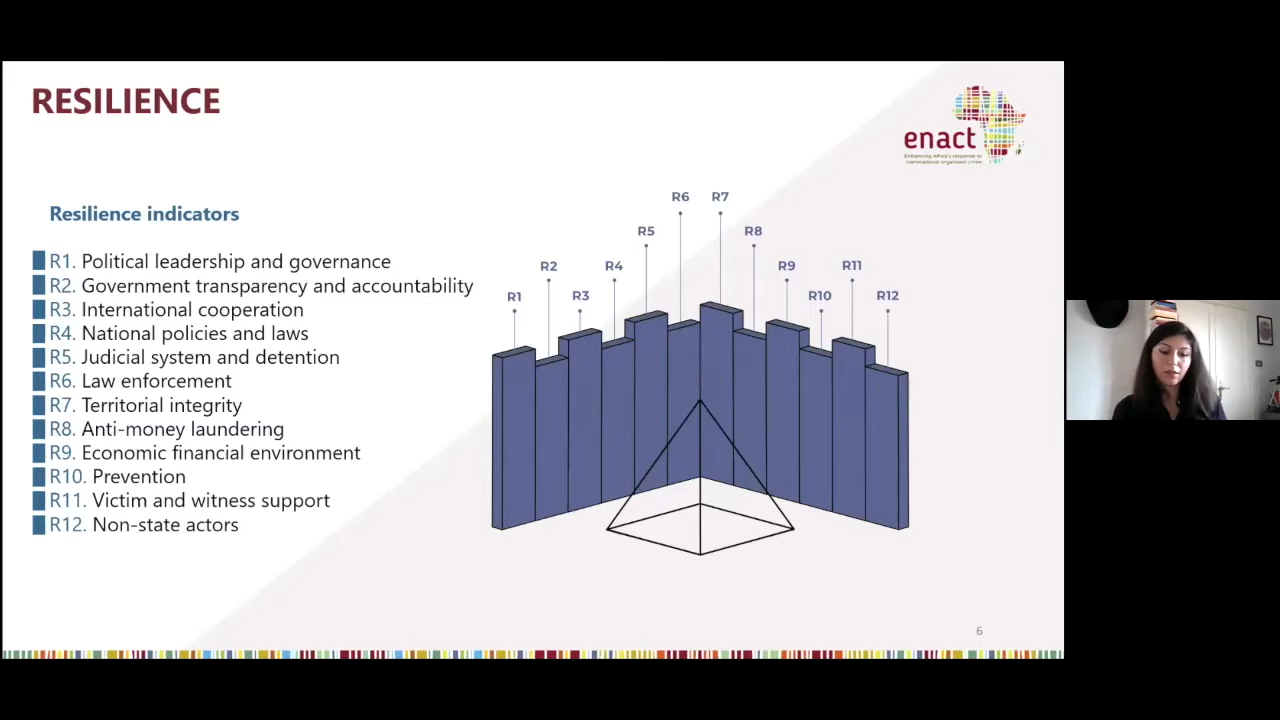 RESILIENCE
enact
Enhancing Africa's response to
transnational organised crime
Resilience indicators
R1. Political leadership and governance
R2. Government transparency and accountability
R3. International cooperation
R4. National policies and laws
R5. Judicial system and detention
R6. Law enforcement
R7. Territorial integrity
R8. Anti-money laundering
R9. Economic financial environment
R10. Prevention
R11. Victim and witness support
R12. Non-state actors
R1
R2
R3
R4
R5
R6
R7
R8
R9
R10
R11
R12
6